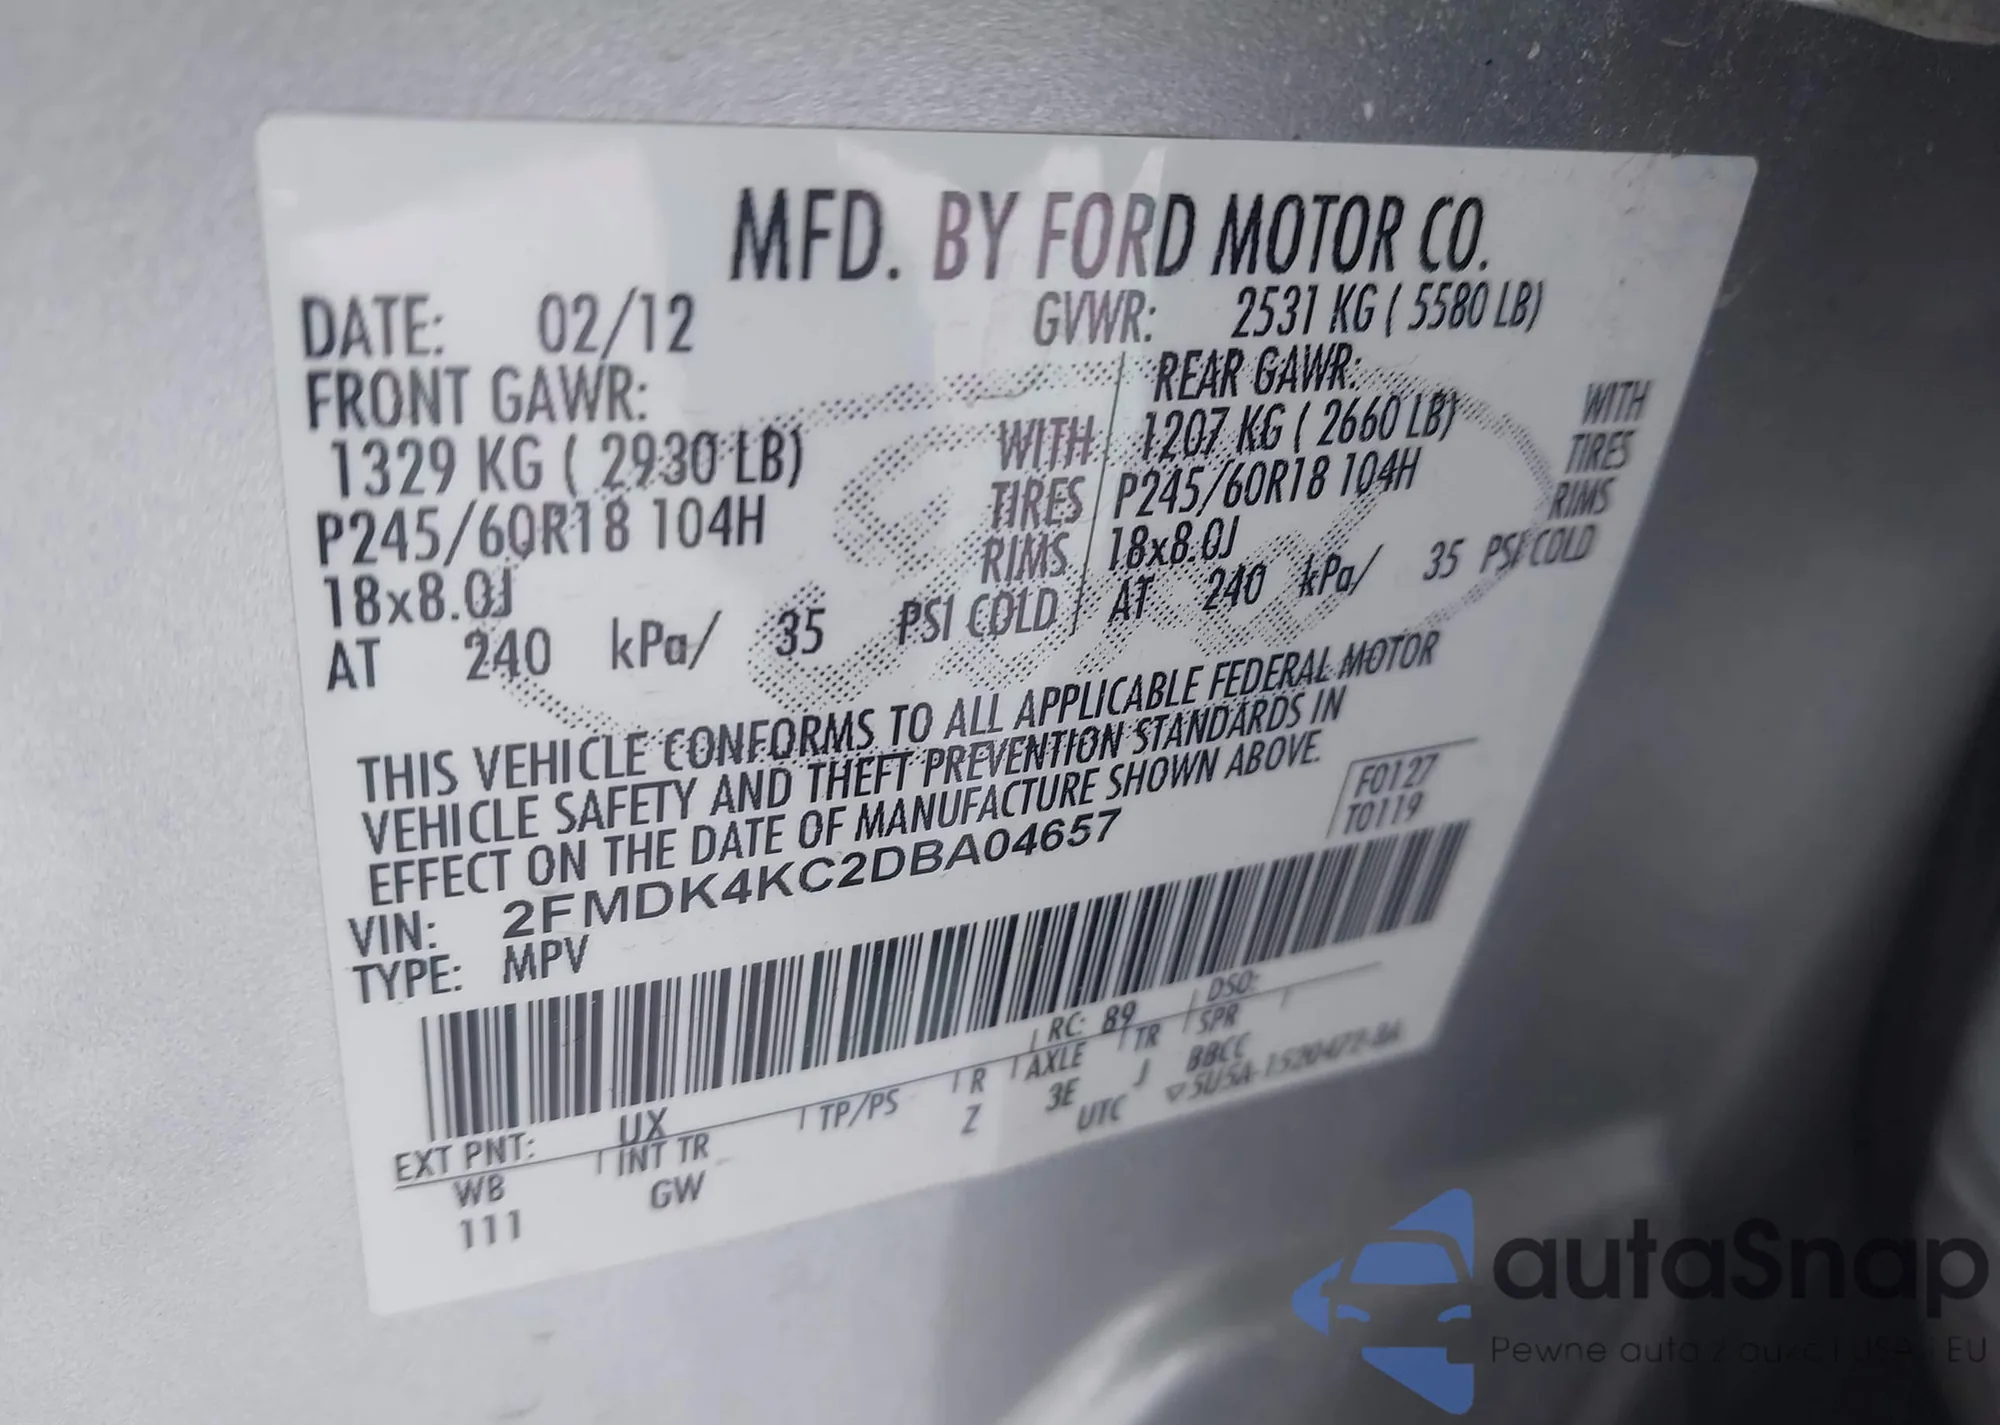 MFD. BY FORD MOTOR CO.
DATE: 02/12 GVWR: 2531 KG ( 5580 LB)
FRONT GAWR: REAR GAWR:
1329 KG ( 2930 LB) WITH 1207 KG ( 2660 LB) WITH
P245/60R18 104H TIRES P245/60R18 104H TIRES
18x8.0J RIMS 18x8.0J RIMS
AT 240 kPa/ 35 PSI COLD AT 240 kPa/ 35 PSI COLD
THIS VEHICLE CONFORMS TO ALL APPLICABLE FEDERAL MOTOR
VEHICLE SAFETY AND THEFT PREVENTION STANDARDS IN
EFFECT ON THE DATE OF MANUFACTURE SHOWN ABOVE.
F0127
T0119
VIN: 2FMDK4KC2DBA04657
TYPE: MPV
EXT PNT: UX RC: 89 DSO:
WB INT TR TP/PS R AXLE TR SPR
111 GW Z 3E J BBCC
UTC
autaSnap
Pewne auta z aukcji USA EU